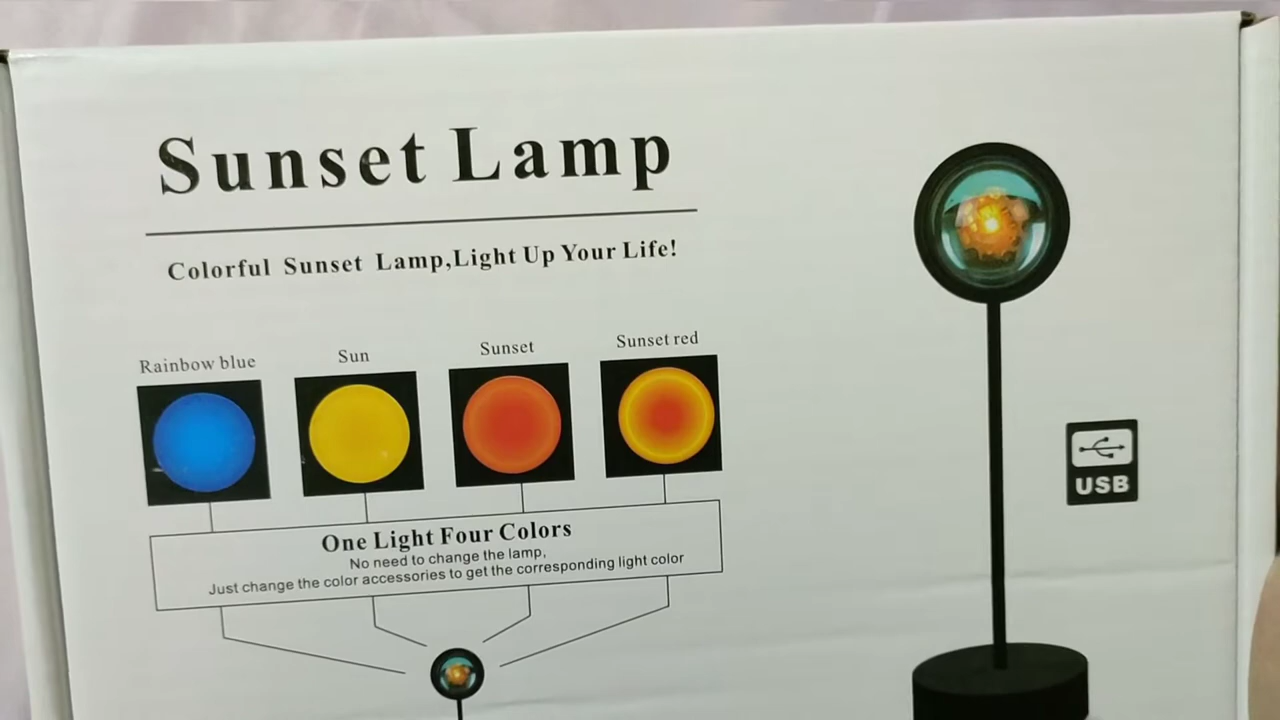 Sunset Lamp
Colorful Sunset Lamp,Light Up Your Life!
Rainbow blue
Sun
Sunset
Sunset red
One Light Four Colors
No need to change the lamp,
Just change the color accessories to get the corresponding light color
USB